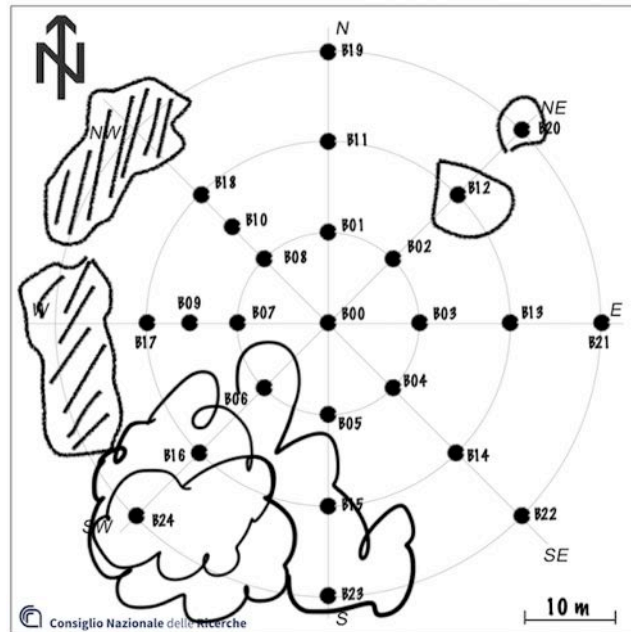 N
N
B19
NE
NW
B20
B11
B18
B12
B10
B01
B08
B02
W
B09
B07
B00
B03
B13
E
B17
B21
B06
B04
B05
B16
B14
B15
SW
B24
B22
SE
B23
S
10 m
Consiglio Nazionale delle Ricerche